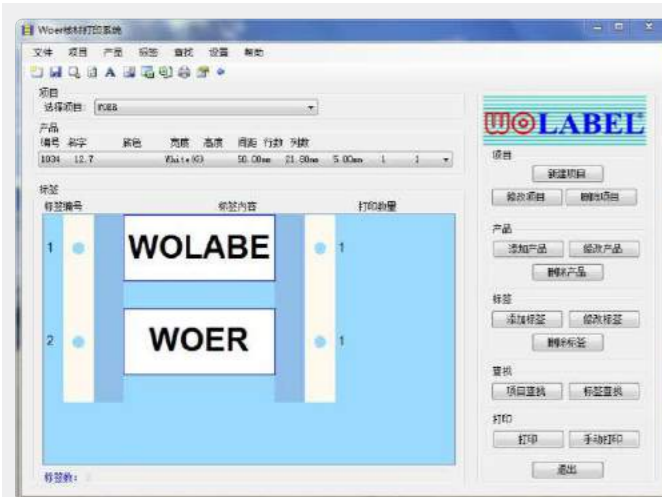 Woer线材打印系统
文件 项目 产品 标签 查找 设置 帮助
项目
选择项目: WOER
产品
编号 名字 颜色 宽度 高度 间距 行数 列数
1034 12.7 White(G) 50.00mm 21.80mm 5.00mm 1 1
标签
标签编号 标签内容 打印数量
1 WOLABE 1
2 WOER 1
标签数:
WOLABEL
项目
新建项目
修改项目 删除项目
产品
添加产品 修改产品
删除产品
标签
添加标签 修改标签
删除标签
查找
项目查找 标签查找
打印
打印 手动打印
退出